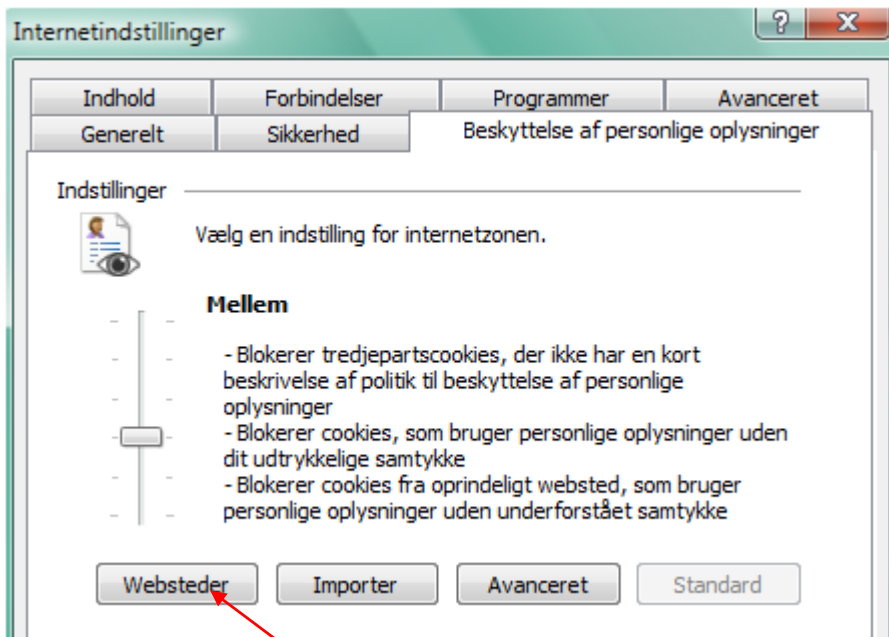 Internetindstillinger
Indhold Forbindelser Programmer Avanceret
Generelt Sikkerhed Beskyttelse af personlige oplysninger
Indstillinger
Vælg en indstilling for internetzonen.
Mellem
- Blokerer tredjepartscookies, der ikke har en kort
beskrivelse af politik til beskyttelse af personlige
oplysninger
- Blokerer cookies, som bruger personlige oplysninger uden
dit udtrykkelige samtykke
- Blokerer cookies fra oprindeligt websted, som bruger
personlige oplysninger uden underforstået samtykke
Websteder Importer Avanceret Standard